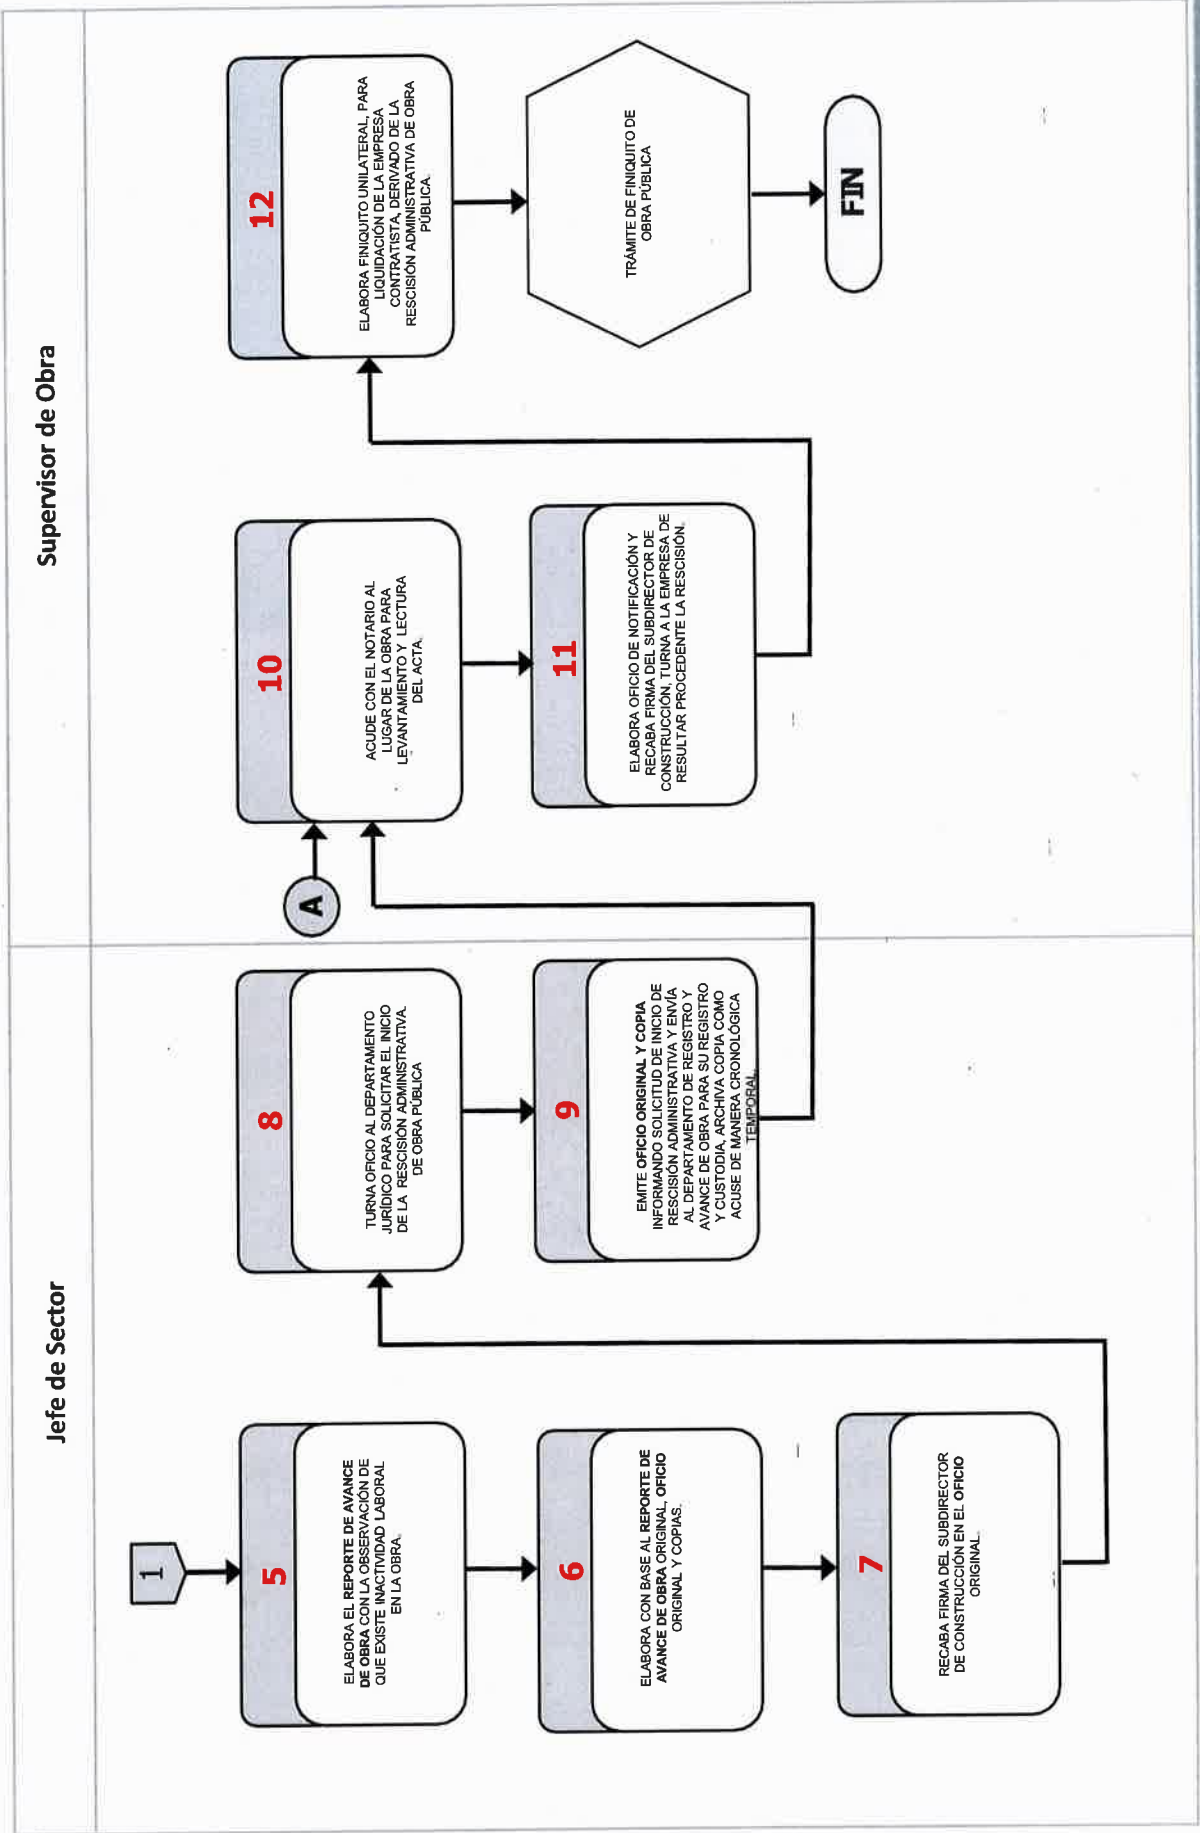 Jefe de Sector
Supervisor de Obra
1
5
ELABORA EL REPORTE DE AVANCE
DE OBRA CON LA OBSERVACIÓN DE
QUE EXISTE INACTIVIDAD LABORAL
EN LA OBRA.
6
ELABORA CON BASE AL REPORTE DE
AVANCE DE OBRA ORIGINAL, OFICIO
ORIGINAL Y COPIAS.
7
RECABA FIRMA DEL SUBDIRECTOR
DE CONSTRUCCIÓN EN EL OFICIO
ORIGINAL.
8
TURNA OFICIO AL DEPARTAMENTO
JURÍDICO PARA SOLICITAR EL INICIO
DE LA RESCISIÓN ADMINISTRATIVA.
DE OBRA PÚBLICA
9
EMITE OFICIO ORIGINAL Y COPIA
INFORMANDO SOLICITUD DE INICIO DE
RESCISIÓN ADMINISTRATIVA Y ENVÍA
AL DEPARTAMENTO DE REGISTRO Y
AVANCE DE OBRA PARA SU REGISTRO
Y CUSTODIA, ARCHIVA COPIA COMO
ACUSE DE MANERA CRONOLÓGICA
TEMPORAL.
A
10
ACUDE CON EL NOTARIO AL
LUGAR DE LA OBRA PARA
LEVANTAMIENTO Y LECTURA
DEL ACTA.
11
ELABORA OFICIO DE NOTIFICACIÓN Y
RECABA FIRMA DEL SUBDIRECTOR DE
CONSTRUCCIÓN, TURNA A LA EMPRESA DE
RESULTAR PROCEDENTE LA RESCISIÓN.
12
ELABORA FINIQUITO UNILATERAL, PARA
LIQUIDACIÓN DE LA EMPRESA
CONTRATISTA, DERIVADO DE LA
RESCISIÓN ADMINISTRATIVA DE OBRA
PÚBLICA.
TRÁMITE DE FINIQUITO DE
OBRA PÚBLICA
FIN